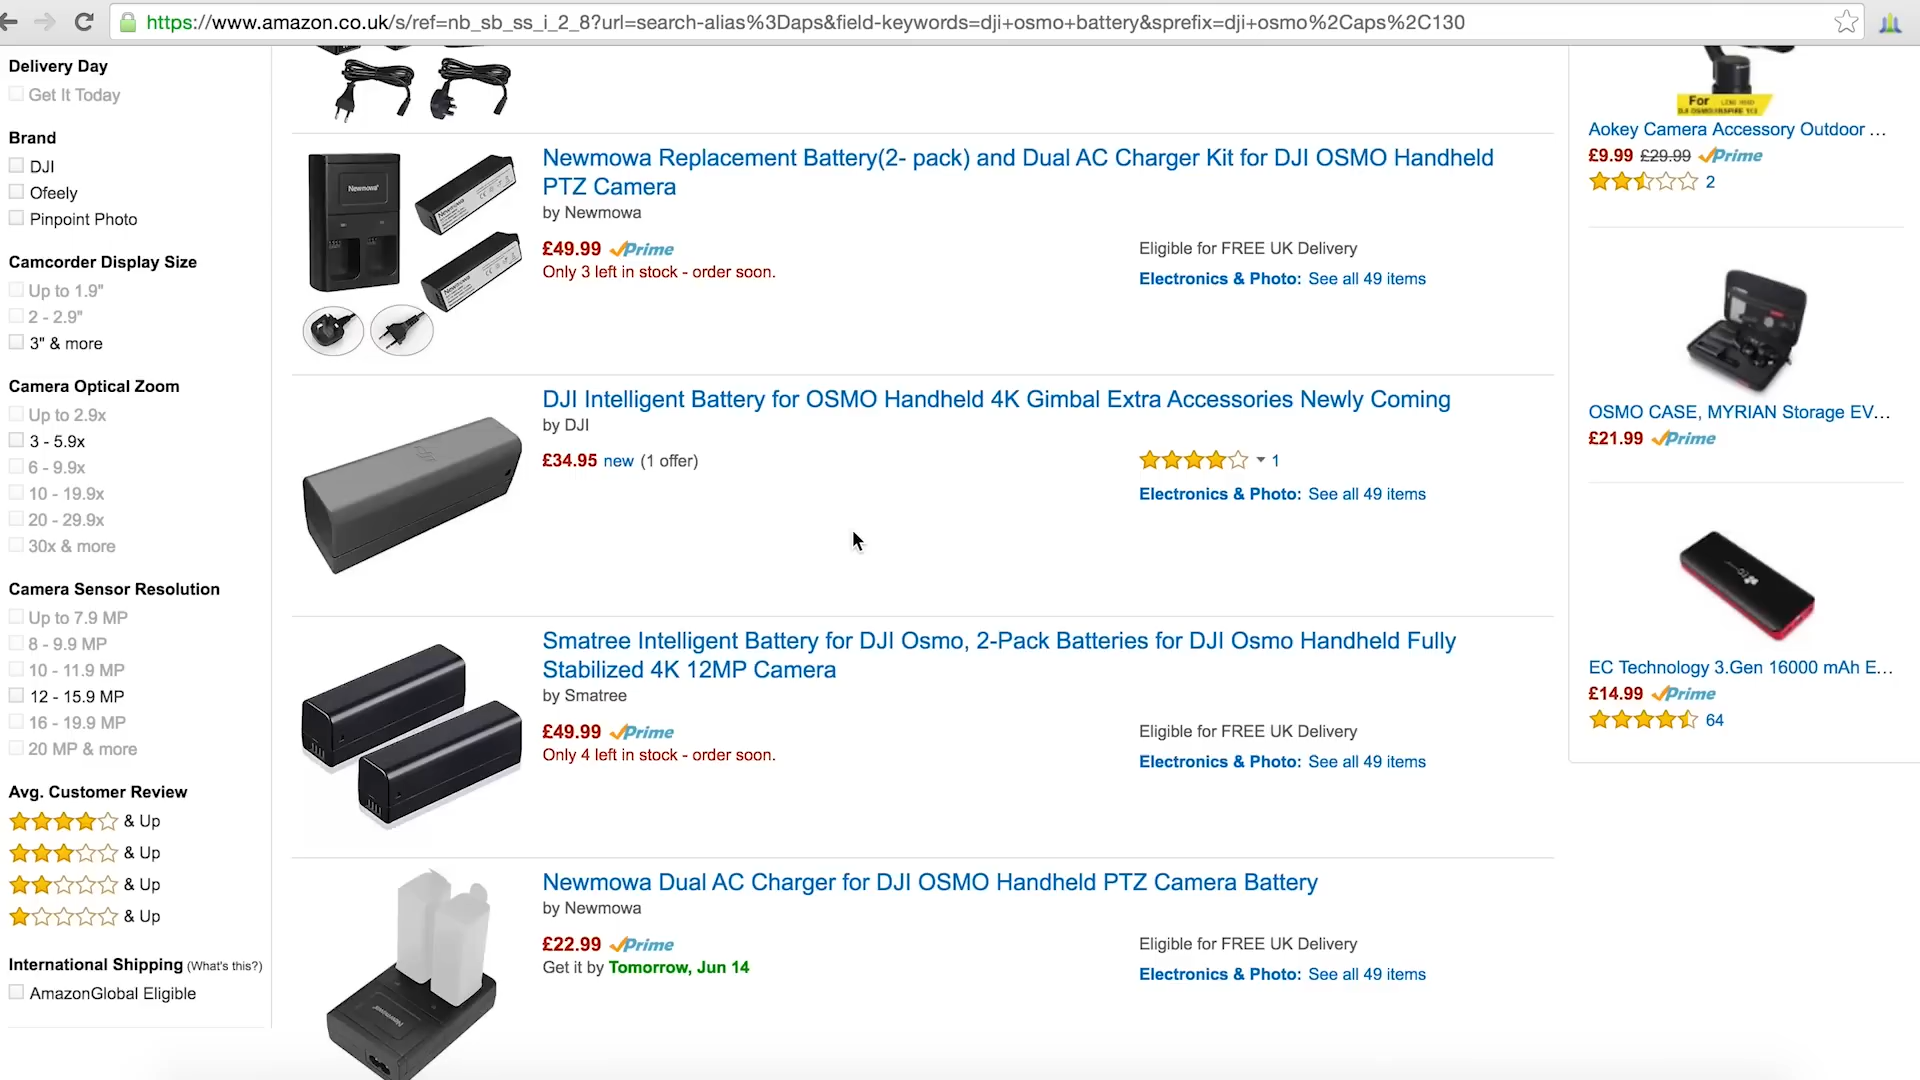 https://www.amazon.co.uk/s/ref=nb_sb_ss_i_2_8?url=search-alias%3Daps&field-keywords=dji+osmo+battery&sprefix=dji+osmo%2Caps%2C130
Delivery Day
Get It Today
Brand
DJI
Ofeely
Pinpoint Photo
Camcorder Display Size
Up to 1.9"
2 - 2.9"
3" & more
Camera Optical Zoom
Up to 2.9x
3 - 5.9x
6 - 9.9x
10 - 19.9x
20 - 29.9x
30x & more
Camera Sensor Resolution
Up to 7.9 MP
8 - 9.9 MP
10 - 11.9 MP
12 - 15.9 MP
16 - 19.9 MP
20 MP & more
Avg. Customer Review
& Up
& Up
& Up
& Up
International Shipping (What's this?)
AmazonGlobal Eligible
Newmowa
Newmowa
Newmowa
Newmowa Replacement Battery(2- pack) and Dual AC Charger Kit for DJI OSMO Handheld
PTZ Camera
by Newmowa
£49.99 Prime
Only 3 left in stock - order soon.
Eligible for FREE UK Delivery
Electronics & Photo: See all 49 items
DJI Intelligent Battery for OSMO Handheld 4K Gimbal Extra Accessories Newly Coming
by DJI
£34.95 new (1 offer)
1
Electronics & Photo: See all 49 items
Smatree Intelligent Battery for DJI Osmo, 2-Pack Batteries for DJI Osmo Handheld Fully
Stabilized 4K 12MP Camera
by Smatree
£49.99 Prime
Only 4 left in stock - order soon.
Eligible for FREE UK Delivery
Electronics & Photo: See all 49 items
Newmowa
Newmowa Dual AC Charger for DJI OSMO Handheld PTZ Camera Battery
by Newmowa
£22.99 Prime
Get it by Tomorrow, Jun 14
Eligible for FREE UK Delivery
Electronics & Photo: See all 49 items
For
Aokey Camera Accessory Outdoor ...
£9.99 £29.99 Prime
2
OSMO CASE, MYRIAN Storage EV...
£21.99 Prime
EC Technology 3.Gen 16000 mAh E...
£14.99 Prime
64